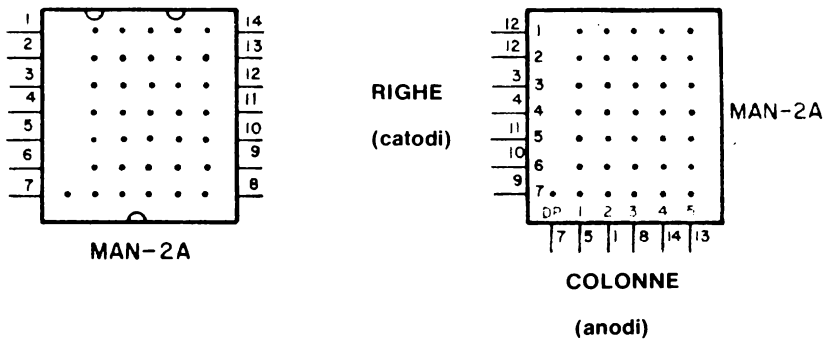 1 14
2 13
3 12
4 11
5 10
6 9
7 8
MAN-2A
RIGHE
(catodi)
12 1
12 2
3 3
4 4
11 5
10 6
9 7
DP 1 2 3 4 5
7 5 1 8 14 13
MAN-2A
COLONNE
(anodi)